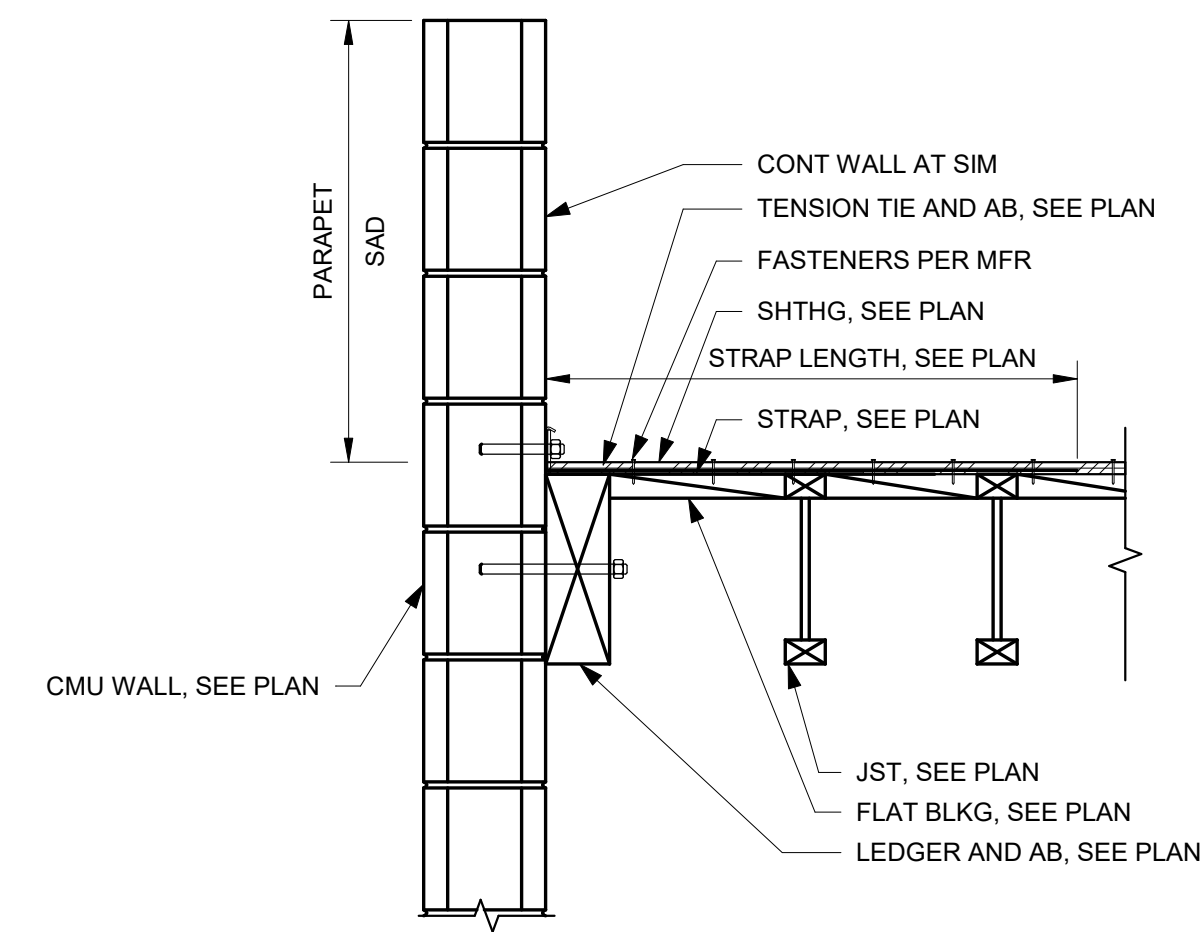 PARAPET
SAD
CONT WALL AT SIM
TENSION TIE AND AB, SEE PLAN
FASTENERS PER MFR
SHTHG, SEE PLAN
STRAP LENGTH, SEE PLAN
STRAP, SEE PLAN
CMU WALL, SEE PLAN
JST, SEE PLAN
FLAT BLKG, SEE PLAN
LEDGER AND AB, SEE PLAN